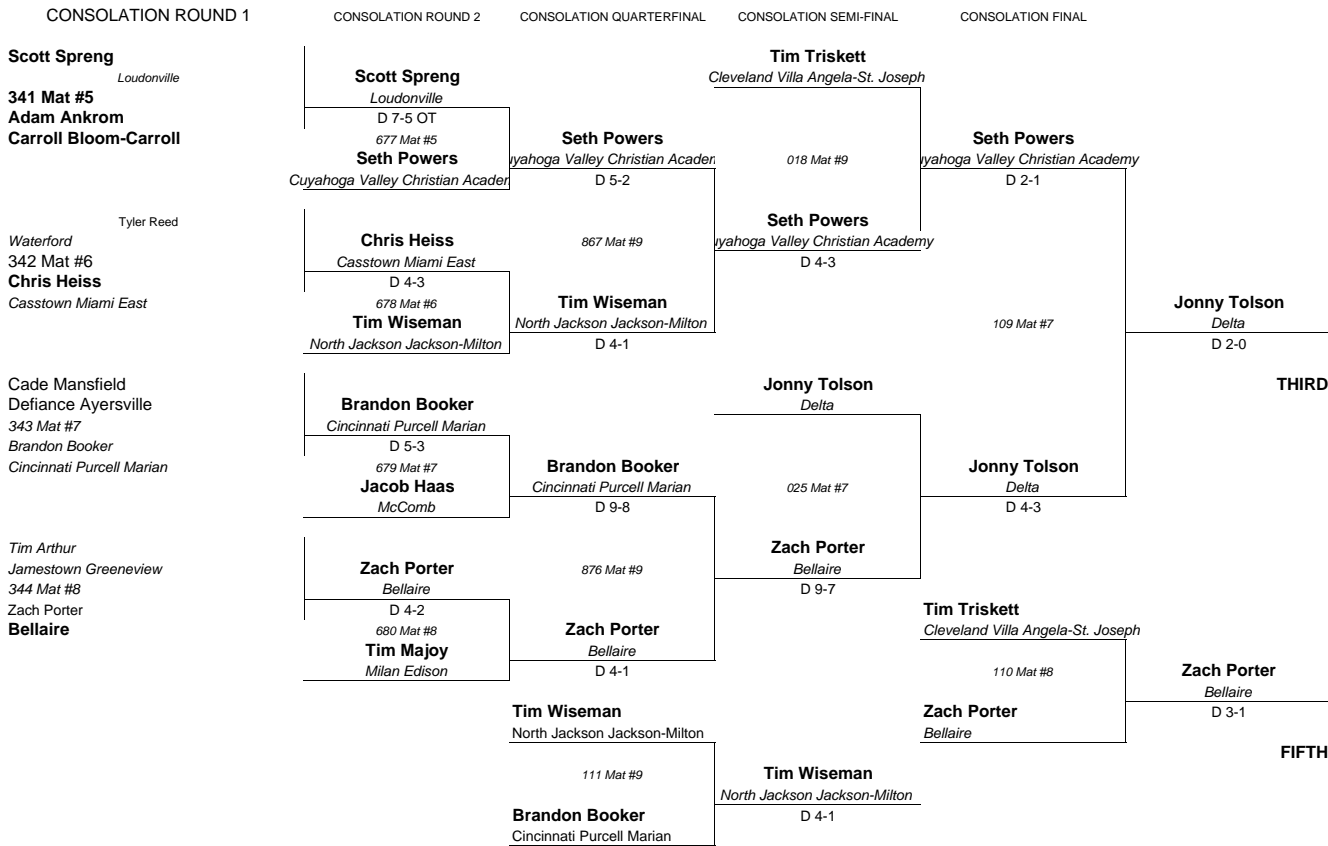 CONSOLATION ROUND 1
CONSOLATION ROUND 2
CONSOLATION QUARTERFINAL
CONSOLATION SEMI-FINAL
CONSOLATION FINAL
Scott Spreng
Loudonville
341 Mat #5
Adam Ankrom
Carroll Bloom-Carroll
Tyler Reed
Waterford
342 Mat #6
Chris Heiss
Casstown Miami East
Cade Mansfield
Defiance Ayersville
343 Mat #7
Brandon Booker
Cincinnati Purcell Marian
Tim Arthur
Jamestown Greeneview
344 Mat #8
Zach Porter
Bellaire
Scott Spreng
Loudonville
D 7-5 OT
677 Mat #5
Seth Powers
Cuyahoga Valley Christian Acader
Chris Heiss
Casstown Miami East
D 4-3
678 Mat #6
Tim Wiseman
North Jackson Jackson-Milton
Brandon Booker
Cincinnati Purcell Marian
D 5-3
679 Mat #7
Jacob Haas
McComb
Zach Porter
Bellaire
D 4-2
680 Mat #8
Tim Majoy
Milan Edison
Seth Powers
uyahoga Valley Christian Acader
D 5-2
867 Mat #9
Tim Wiseman
North Jackson Jackson-Milton
D 4-1
Brandon Booker
Cincinnati Purcell Marian
D 9-8
876 Mat #9
Zach Porter
Bellaire
D 4-1
Tim Wiseman
North Jackson Jackson-Milton
111 Mat #9
Brandon Booker
Cincinnati Purcell Marian
Tim Triskett
Cleveland Villa Angela-St. Joseph
018 Mat #9
Seth Powers
uyahoga Valley Christian Academy
D 4-3
Jonny Tolson
Delta
025 Mat #7
Zach Porter
Bellaire
D 9-7
Tim Wiseman
North Jackson Jackson-Milton
D 4-1
Seth Powers
uyahoga Valley Christian Academy
D 2-1
109 Mat #7
Jonny Tolson
Delta
D 4-3
Tim Triskett
Cleveland Villa Angela-St. Joseph
110 Mat #8
Zach Porter
Bellaire
Jonny Tolson
Delta
D 2-0
THIRD
Zach Porter
Bellaire
D 3-1
FIFTH